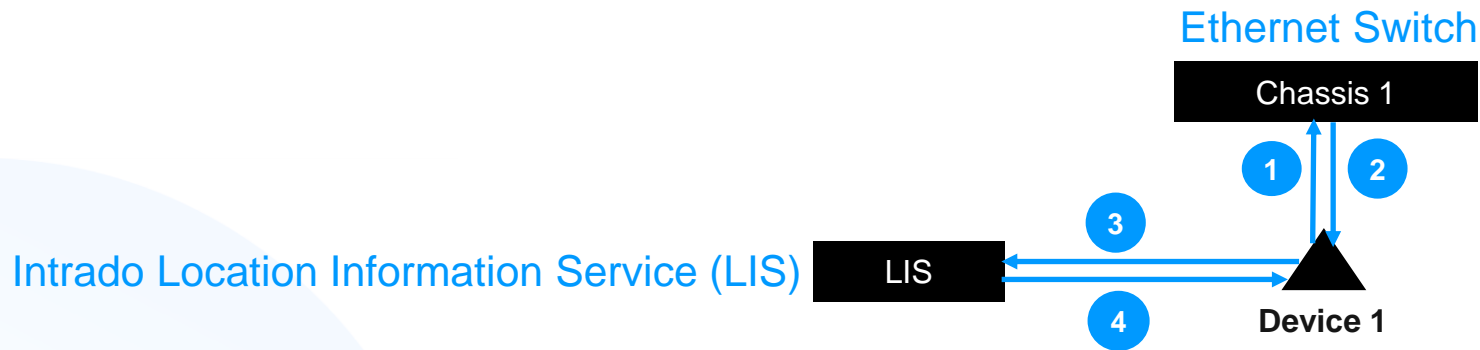 Ethernet Switch
Chassis 1
1
2
3
Intrado Location Information Service (LIS)
LIS
4
Device 1